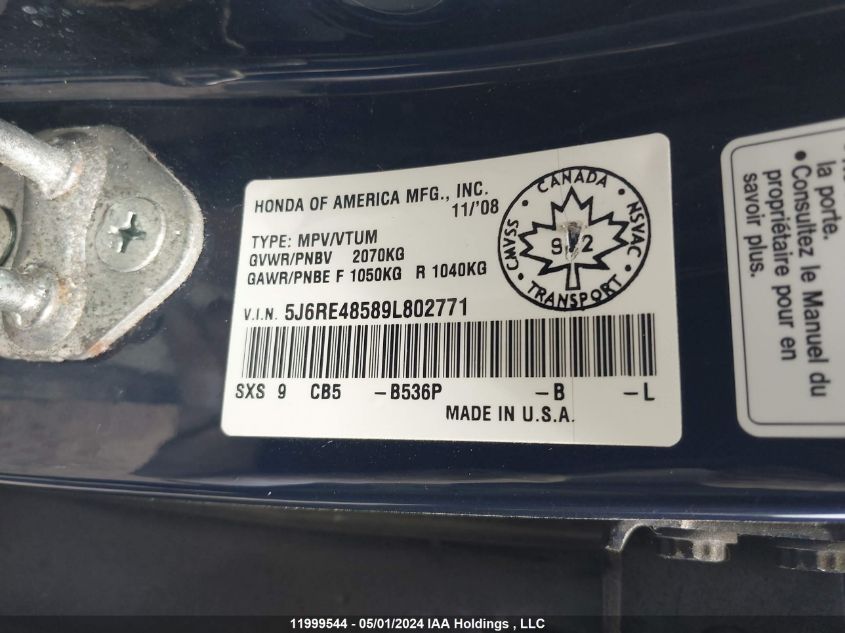 HONDA OF AMERICA MFG., INC.
11/'08
TYPE: MPV/VTUM
GVWR/PNBV 2070KG
GAWR/PNBE F 1050KG R 1040KG
V.I.N. 5J6RE48589L802771
SXS 9 CB5 -B536P -B -L
MADE IN U.S.A.
CANADA
NSVAC
TRANSPORT
CMVSS
la porte.
• Consultez le Manuel du
propriétaire pour en
savoir plus.
11999544 - 05/01/2024 IAA Holdings , LLC